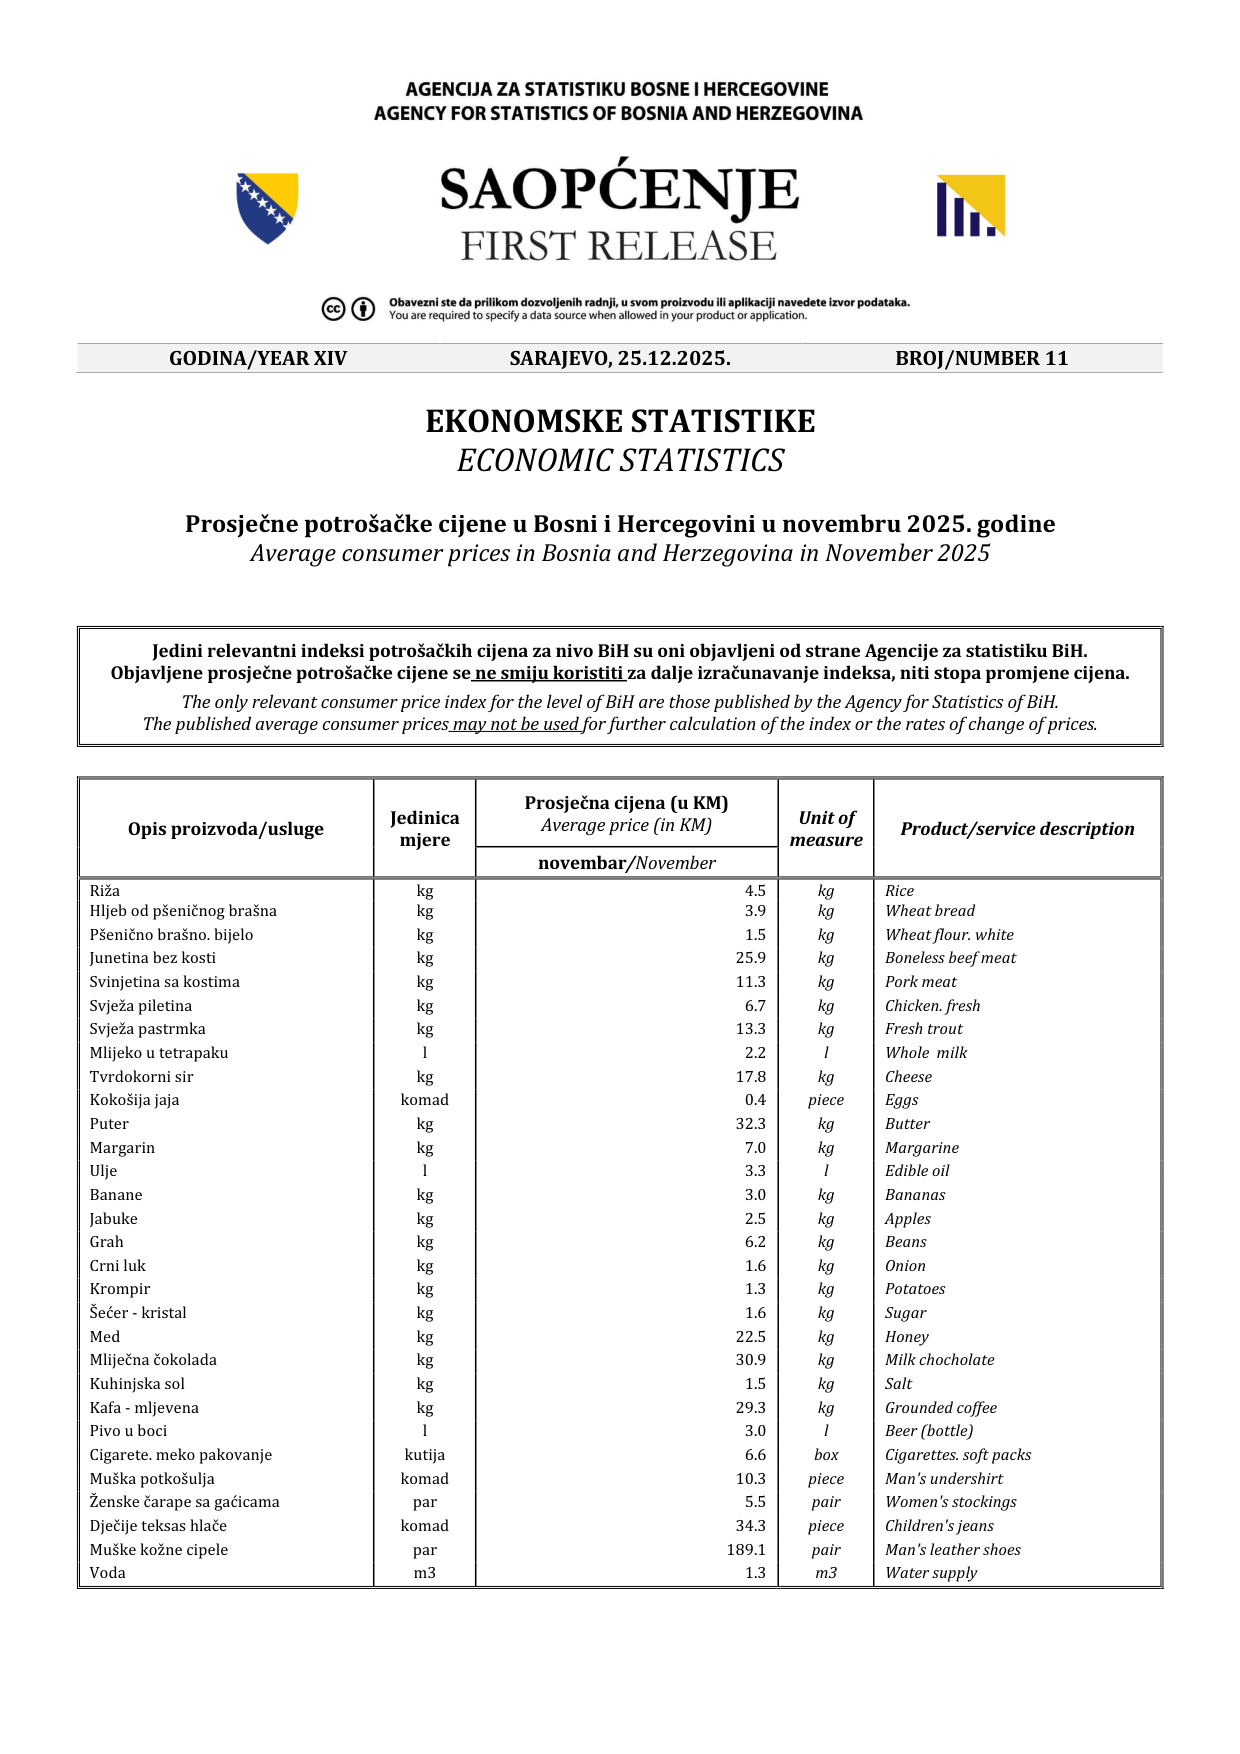 AGENCIJA ZA STATISTIKU BOSNE I HERCEGOVINE
AGENCY FOR STATISTICS OF BOSNIA AND HERZEGOVINA
SAOPĆENJE
FIRST RELEASE
cc Obavezni ste da prilikom dozvoljenih radnji, u svom proizvodu ili aplikaciji navedete izvor podataka.
You are required to specify a data source when allowed in your product or application.
GODINA/YEAR XIV SARAJEVO, 25.12.2025. BROJ/NUMBER 11
EKONOMSKE STATISTIKE
ECONOMIC STATISTICS
Prosječne potrošačke cijene u Bosni i Hercegovini u novembru 2025. godine
Average consumer prices in Bosnia and Herzegovina in November 2025
Jedini relevantni indeksi potrošačkih cijena za nivo BiH su oni objavljeni od strane Agencije za statistiku BiH.
Objavljene prosječne potrošačke cijene se ne smiju koristiti za dalje izračunavanje indeksa, niti stopa promjene cijena.
The only relevant consumer price index for the level of BiH are those published by the Agency for Statistics of BiH.
The published average consumer prices may not be used for further calculation of the index or the rates of change of prices.
Opis proizvoda/usluge Jedinica mjere Prosječna cijena (u KM) Average price (in KM) Unit of measure Product/service description
novembar/November
Riža kg 4.5 kg Rice
Hljeb od pšeničnog brašna kg 3.9 kg Wheat bread
Pšenično brašno. bijelo kg 1.5 kg Wheat flour. white
Junetina bez kosti kg 25.9 kg Boneless beef meat
Svinjetina sa kostima kg 11.3 kg Pork meat
Svježa piletina kg 6.7 kg Chicken. fresh
Svježa pastrmka kg 13.3 kg Fresh trout
Mlijeko u tetrapaku l 2.2 l Whole milk
Tvrdokorni sir kg 17.8 kg Cheese
Kokošija jaja komad 0.4 piece Eggs
Puter kg 32.3 kg Butter
Margarin kg 7.0 kg Margarine
Ulje l 3.3 l Edible oil
Banane kg 3.0 kg Bananas
Jabuke kg 2.5 kg Apples
Grah kg 6.2 kg Beans
Crni luk kg 1.6 kg Onion
Krompir kg 1.3 kg Potatoes
Šećer - kristal kg 1.6 kg Sugar
Med kg 22.5 kg Honey
Mliječna čokolada kg 30.9 kg Milk chocholate
Kuhinjska sol kg 1.5 kg Salt
Kafa - mljevena kg 29.3 kg Grounded coffee
Pivo u boci l 3.0 l Beer (bottle)
Cigarete. meko pakovanje kutija 6.6 box Cigarettes. soft packs
Muška potkošulja komad 10.3 piece Man's undershirt
Ženske čarape sa gaćicama par 5.5 pair Women's stockings
Dječije teksas hlače komad 34.3 piece Children's jeans
Muške kožne cipele par 189.1 pair Man's leather shoes
Voda m3 1.3 m3 Water supply